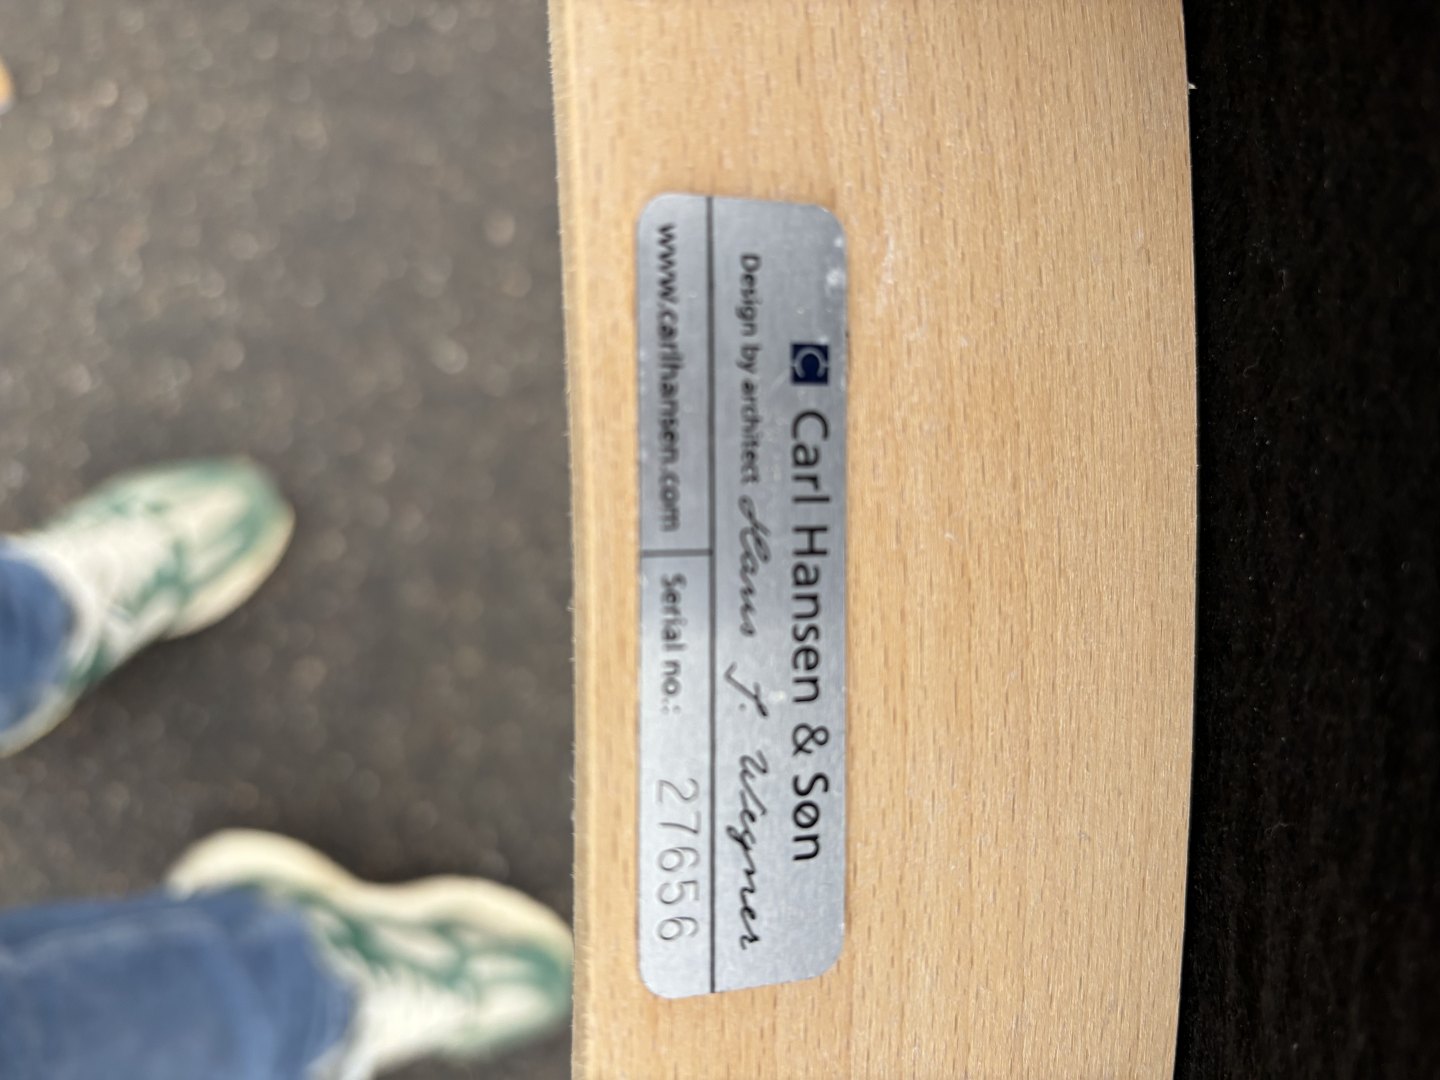 C Carl Hansen & Søn
Design by architect Hans J. Wegner
www.carlhansen.com
Serial no.: 27656